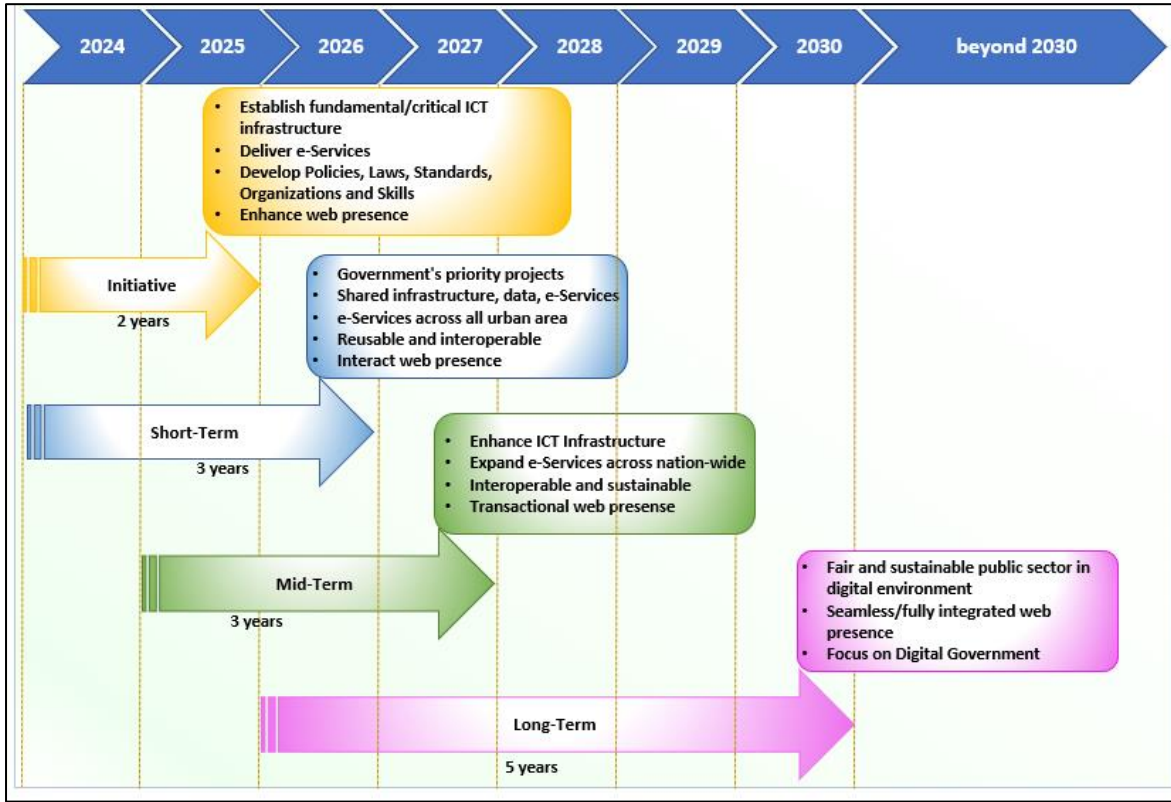 2024 2025 2026 2027 2028 2029 2030 beyond 2030
• Establish fundamental/critical ICT
infrastructure
• Deliver e-Services
• Develop Policies, Laws, Standards,
Organizations and Skills
• Enhance web presence
Initiative
2 years
• Government's priority projects
• Shared infrastructure, data, e-Services
• e-Services across all urban area
• Reusable and interoperable
• Interact web presence
Short-Term
3 years
• Enhance ICT Infrastructure
• Expand e-Services across nation-wide
• Interoperable and sustainable
• Transactional web presense
Mid-Term
3 years
• Fair and sustainable public sector in
digital environment
• Seamless/fully integrated web
presence
• Focus on Digital Government
Long-Term
5 years